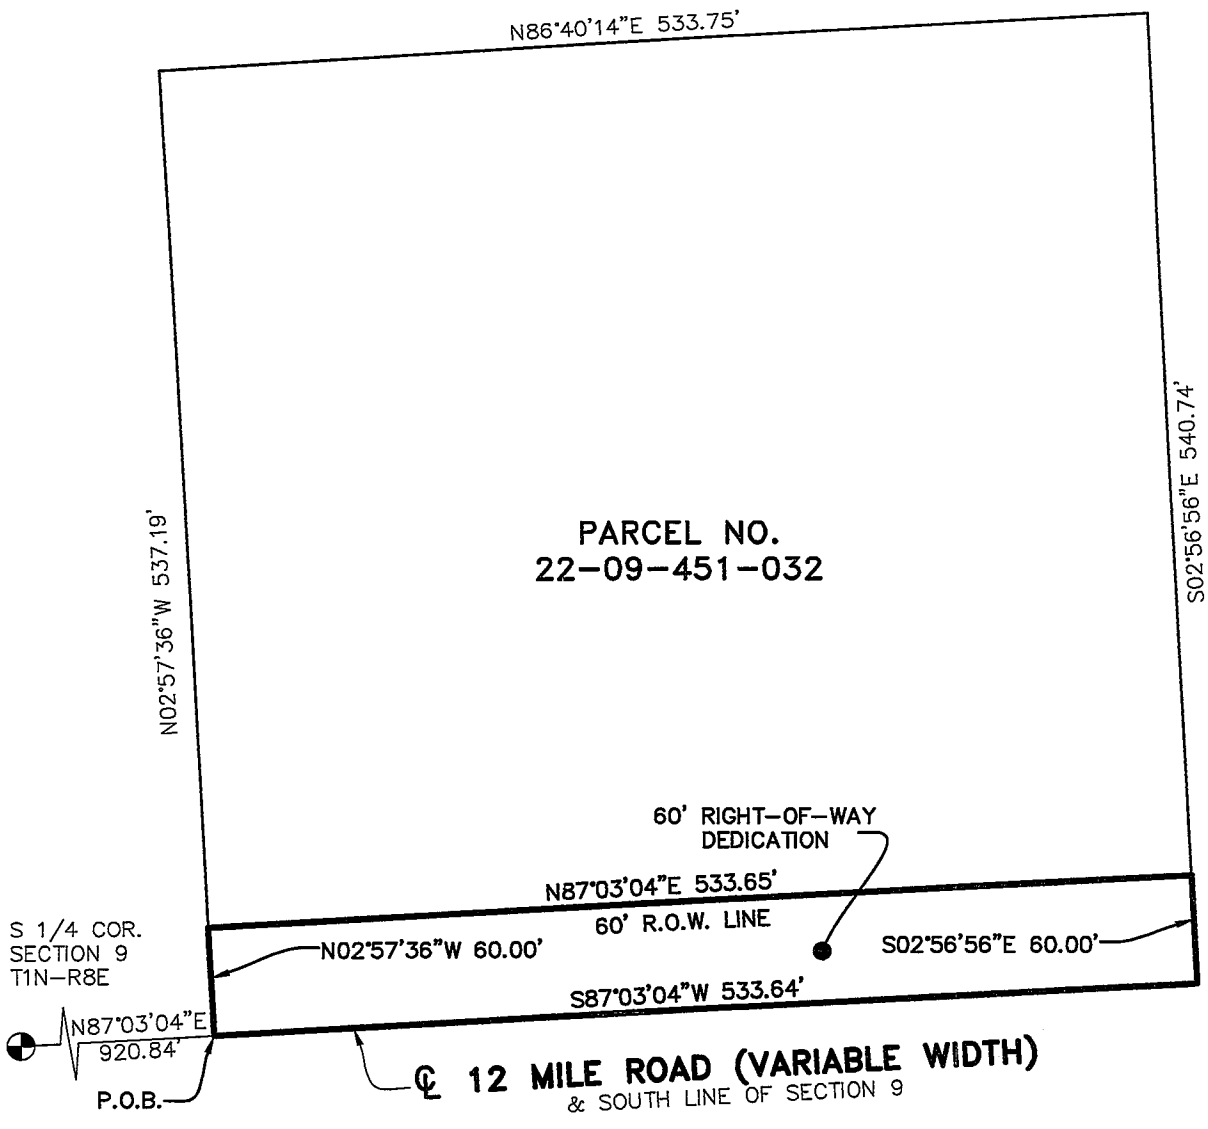 N86°40'14"E 533.75'
N02°57'36"W 537.19'
S02°56'56"E 540.74'
PARCEL NO.
22-09-451-032
60' RIGHT-OF-WAY
DEDICATION
N87°03'04"E 533.65'
60' R.O.W. LINE
N02°57'36"W 60.00'
S02°56'56"E 60.00'
S87°03'04"W 533.64'
S 1/4 COR.
SECTION 9
T1N-R8E
N87°03'04"E
920.84'
P.O.B.
℄ 12 MILE ROAD (VARIABLE WIDTH)
& SOUTH LINE OF SECTION 9